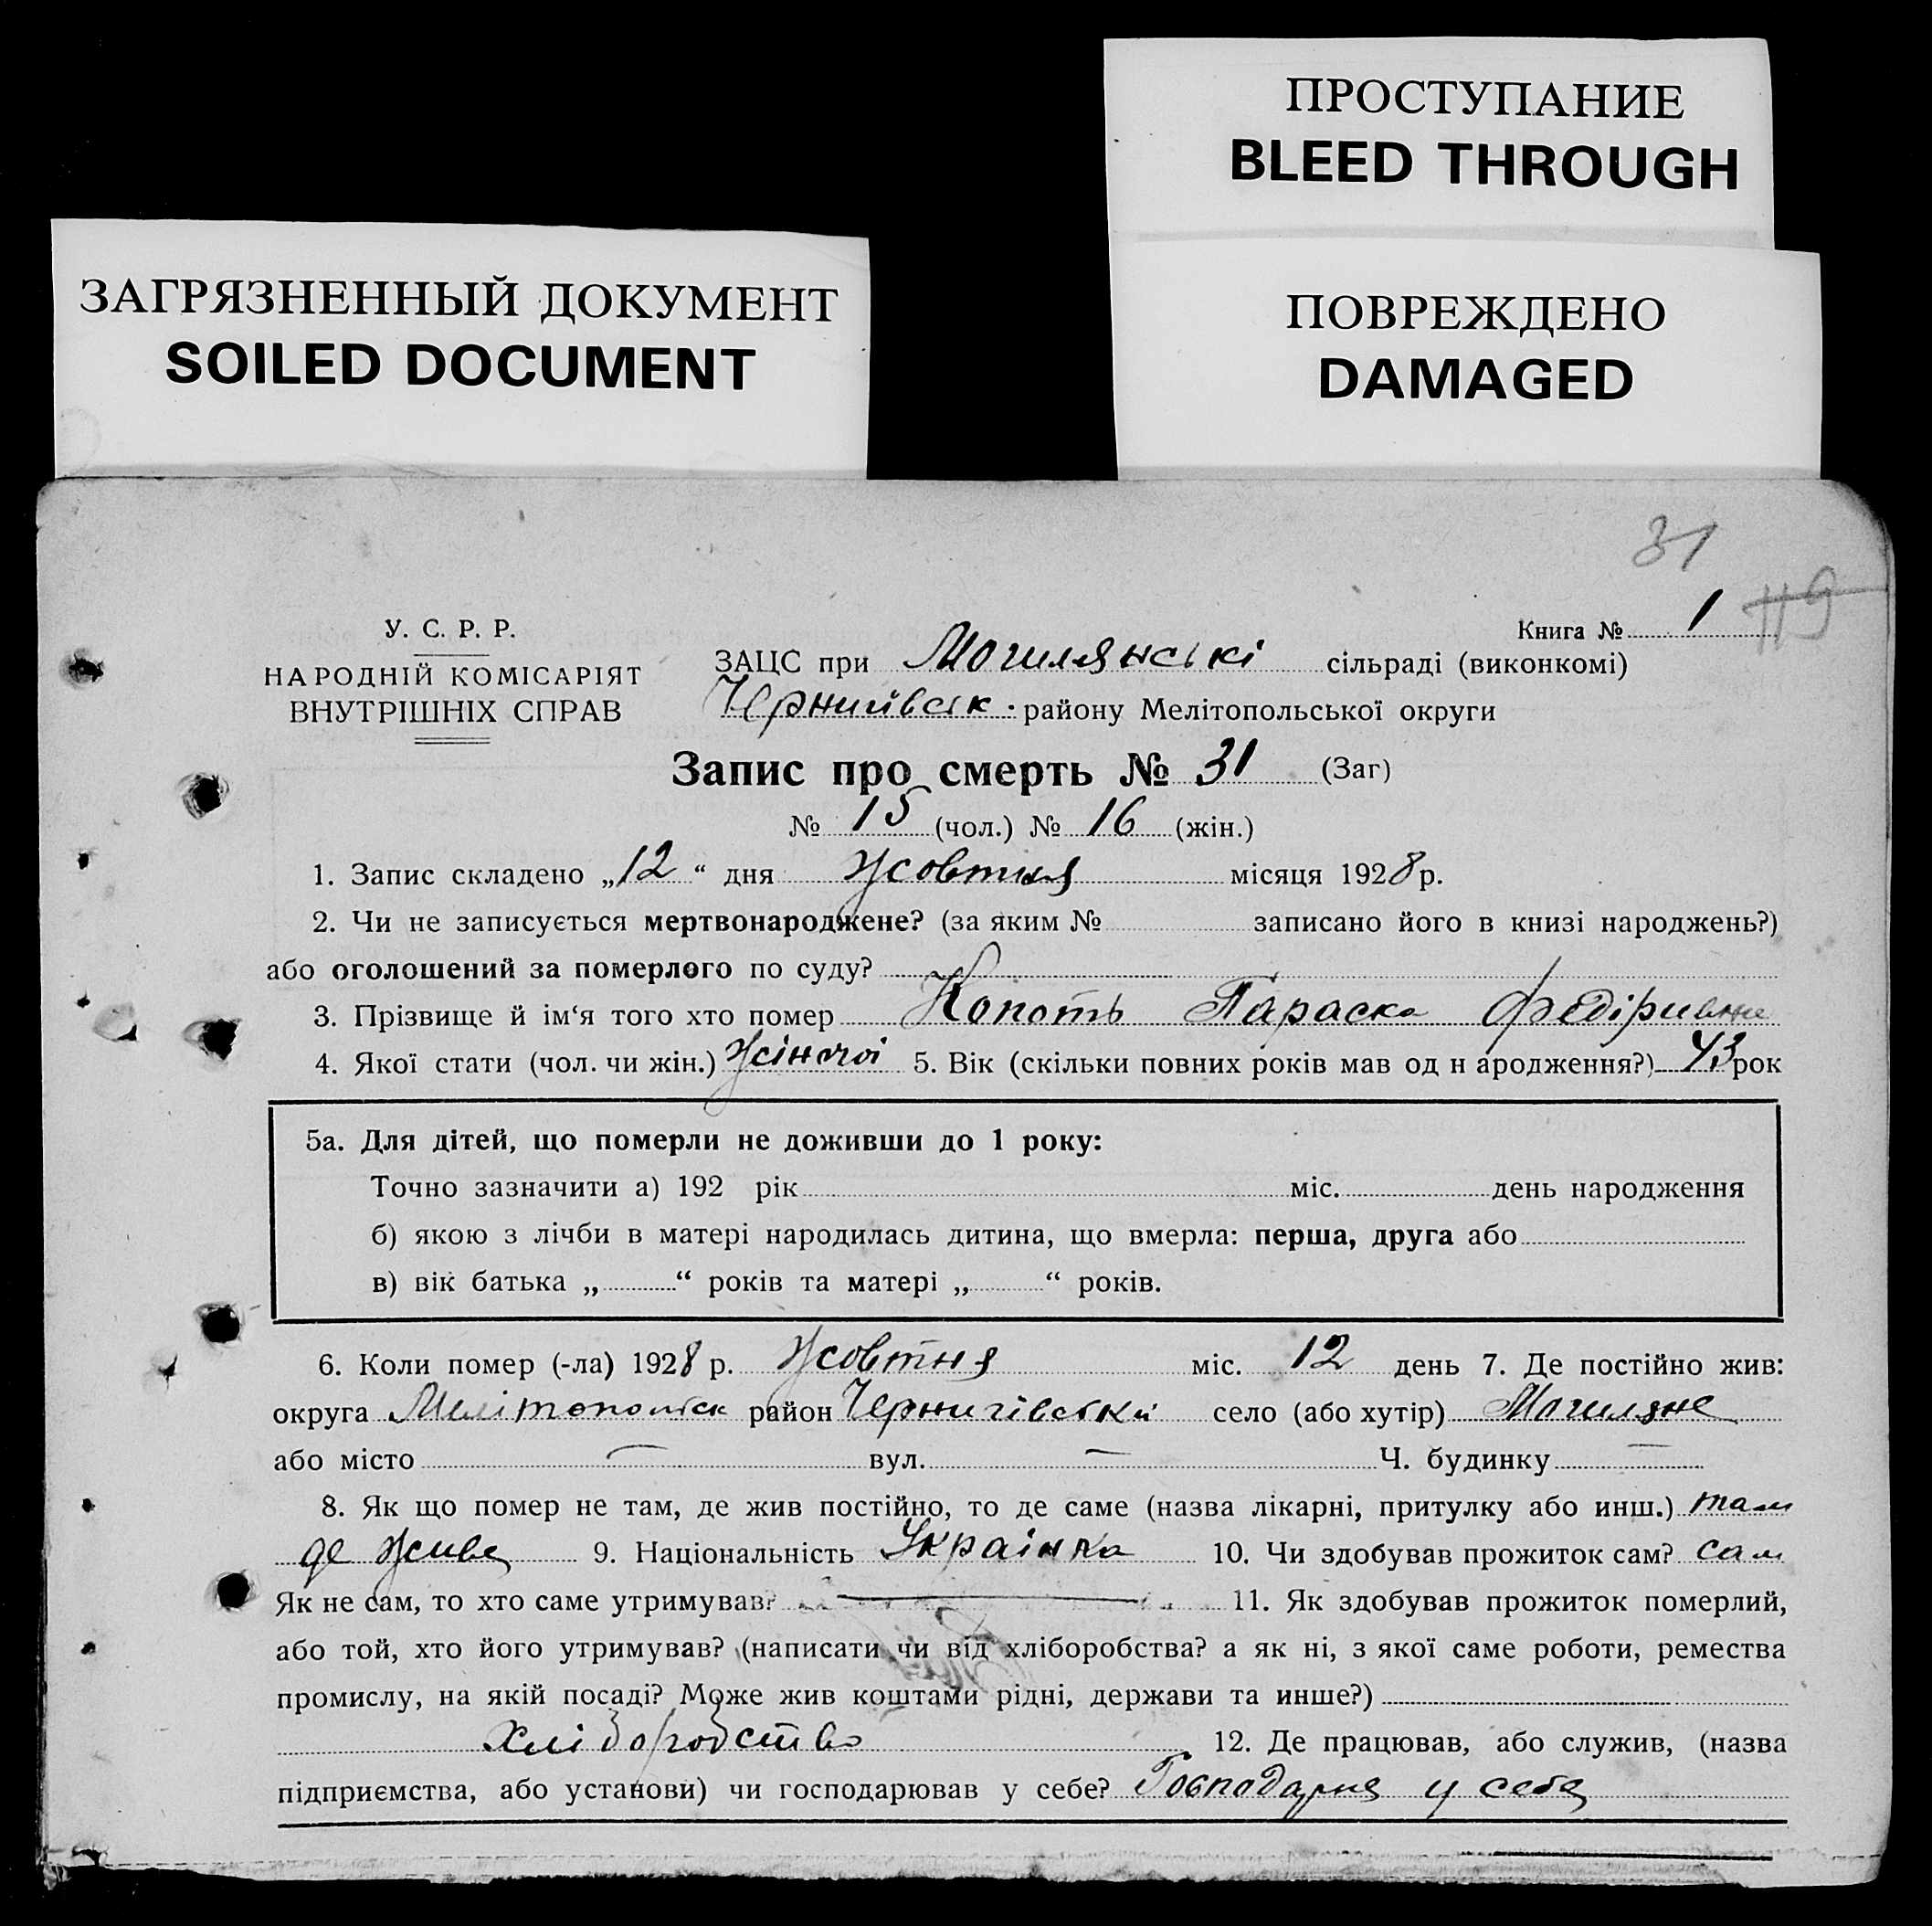 ПРОСТУПАНИЕ
BLEED THROUGH
ЗАГРЯЗНЕННЫЙ ДОКУМЕНТ
SOILED DOCUMENT
ПОВРЕЖДЕНО
DAMAGED
31
119
У. С. Р. Р.
НАРОДНІЙ КОМІСАРІЯТ
ВНУТРІШНІХ СПРАВ
Книга № 1
ЗАЦС при Могилянські сільраді (виконкомі)
району Мелітопольської округи
Запис про смерть № 31 (Заг)
№ 15 (чол.) № 16 (жін.)
1. Запис складено „12“ дня жовтня місяця 1928 р.
2. Чи не записується мертвонароджене? (за яким № записано його в книзі народжень?)
або оголошений за померлого по суду?
3. Прізвище й ім‘я того хто помер Копоть Параска Федіривна
4. Якої стати (чол. чи жін.) жіночоі 5. Вік (скільки повних років мав од н ародження?) 43 рок
5а. Для дітей, що померли не доживши до 1 року:
Точно зазначити а) 192 рік міс. день народження
б) якою з лічби в матері народилась дитина, що вмерла: перша, друга або
в) вік батька „ “ років та матері „ “ років.
6. Коли помер (-ла) 1928 р. жовтня міс. 12 день 7. Де постійно жив:
округа Мелітопольск район Чернигівський село (або хутір) Могиляне
або місто — вул. — Ч. будинку —
8. Як що помер не там, де жив постійно, то де саме (назва лікарні, притулку або инш.) там
де живе 9. Національність Украінка 10. Чи здобував прожиток сам? сам
Як не сам, то хто саме утримував? — 11. Як здобував прожиток померлий,
або той, хто його утримував? (написати чи від хліборобства? а як ні, з якої саме роботи, ремества
промислу, на якій посаді? Може жив коштами рідні, держави та инше?)
хліборобство 12. Де працював, або служив, (назва
підприємства, або установи) чи господарював у себе? Господарня у себе